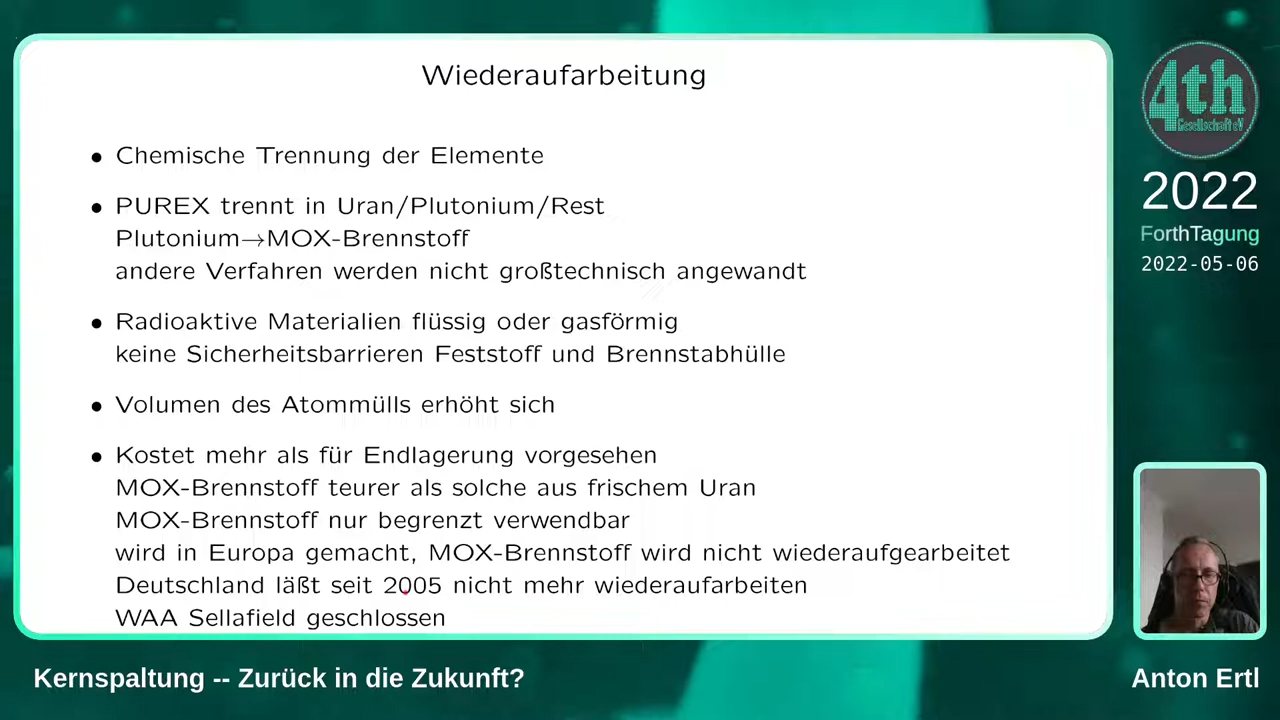 Wiederaufarbeitung
• Chemische Trennung der Elemente
• PUREX trennt in Uran/Plutonium/Rest
Plutonium→MOX-Brennstoff
andere Verfahren werden nicht großtechnisch angewandt
• Radioaktive Materialien flüssig oder gasförmig
keine Sicherheitsbarrieren Feststoff und Brennstabhülle
• Volumen des Atommülls erhöht sich
• Kostet mehr als für Endlagerung vorgesehen
MOX-Brennstoff teurer als solche aus frischem Uran
MOX-Brennstoff nur begrenzt verwendbar
wird in Europa gemacht, MOX-Brennstoff wird nicht wiederaufgearbeitet
Deutschland läßt seit 2005 nicht mehr wiederaufarbeiten
WAA Sellafield geschlossen
4th
Gesellschaft eV
2022
ForthTagung
2022-05-06
Kernspaltung -- Zurück in die Zukunft?
Anton Ertl